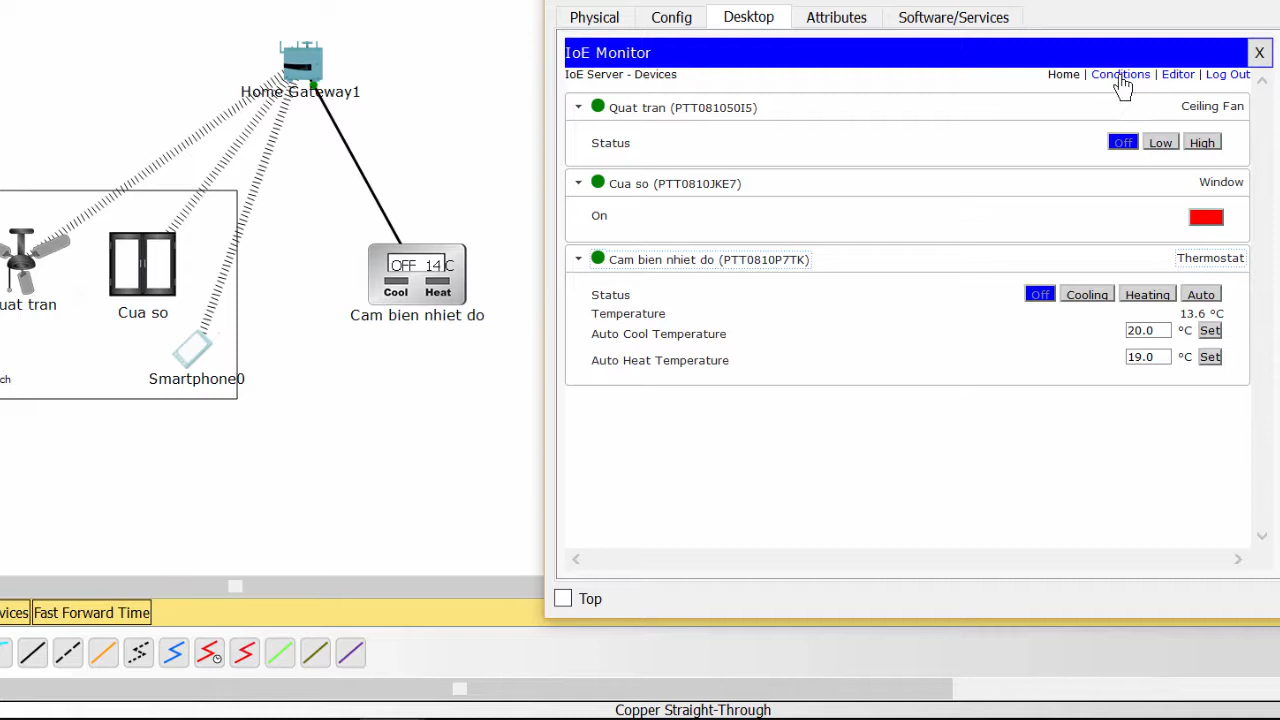 Physical
Config
Desktop
Attributes
Software/Services
IoE Monitor
X
IoE Server - Devices
Home | Conditions | Editor | Log Out
Quat tran (PTT081050I5)
Ceiling Fan
Status
Off
Low
High
Cua so (PTT0810JKE7)
Window
On
Cam bien nhiet do (PTT0810P7TK)
Thermostat
Status
Off
Cooling
Heating
Auto
Temperature
13.6 °C
Auto Cool Temperature
20.0 °C Set
Auto Heat Temperature
19.0 °C Set
Top
Home Gateway1
uat tran
Cua so
Smartphone0
ch
OFF 14C
Cool
Heat
Cam bien nhiet do
vices
Fast Forward Time
Copper Straight-Through